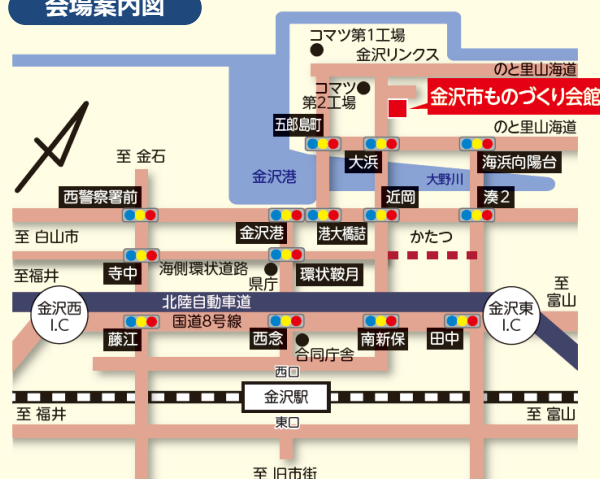 会場案内図
コマツ第1工場
金沢リンクス
のと里山海道
コマツ
第2工場
金沢市ものづくり会館
五郎島町
のと里山海道
至 金石
大浜
海浜向陽台
金沢港
大野川
西警察署前
近岡
湊2
金沢港
港大橋詰
かたつ
至 白山市
寺中
海側環状道路
県庁
環状鞍月
至福井
至
富山
北陸自動車道
金沢西
I.C
金沢東
I.C
国道8号線
藤江
西念
南新保
田中
合同庁舎
西口
金沢駅
至 福井
東口
至 富山
至 旧市街